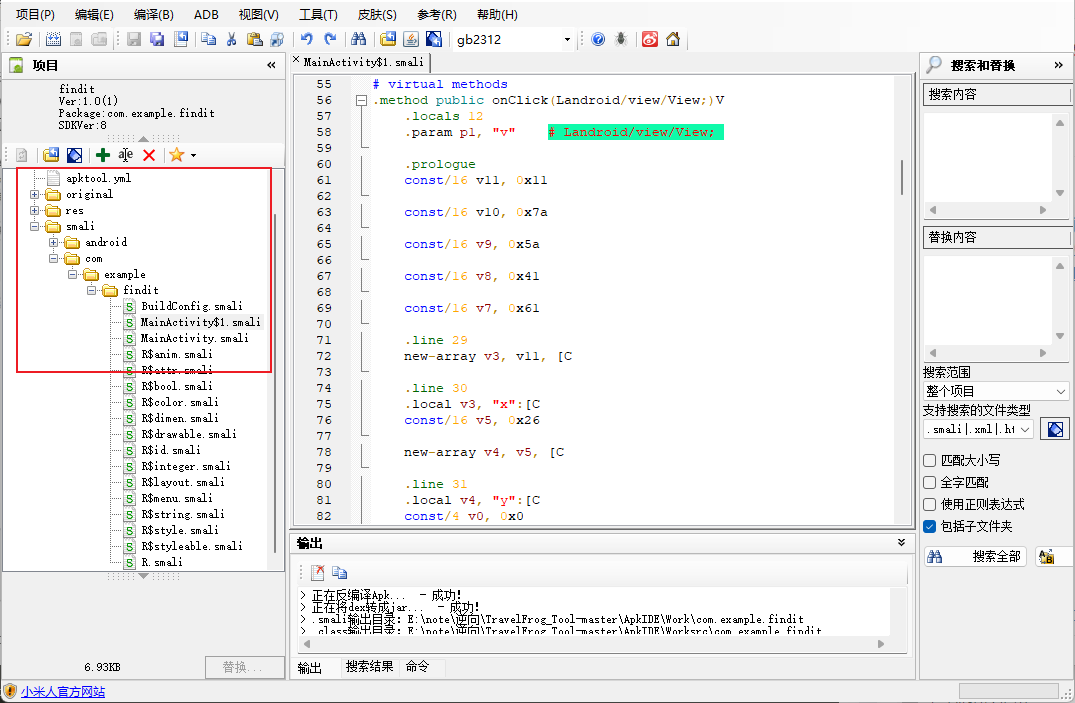 项目(P) 编辑(E) 编译(B) ADB 视图(V) 工具(T) 皮肤(S) 参考(R) 帮助(H)
gb2312
项目 «
findit
Ver:1.0(1)
Package:com.example.findit
SDKVer:8
a|e
apktool.yml
original
res
smali
android
com
example
findit
BuildConfig.smali
MainActivity$1.smali
MainActivity.smali
R$anim.smali
R$attr.smali
R$bool.smali
R$color.smali
R$dimen.smali
R$drawable.smali
R$id.smali
R$integer.smali
R$layout.smali
R$menu.smali
R$string.smali
R$style.smali
R$styleable.smali
R.smali
6.93KB 替换...
小米人官方网站
MainActivity$1.smali
55 # virtual methods
56 .method public onClick(Landroid/view/View;)V
57 .locals 12
58 .param p1, "v" # Landroid/view/View;
59
60 .prologue
61 const/16 v11, 0x11
62
63 const/16 v10, 0x7a
64
65 const/16 v9, 0x5a
66
67 const/16 v8, 0x41
68
69 const/16 v7, 0x61
70
71 .line 29
72 new-array v3, v11, [C
73
74 .line 30
75 .local v3, "x":[C
76 const/16 v5, 0x26
77
78 new-array v4, v5, [C
79
80 .line 31
81 .local v4, "y":[C
82 const/4 v0, 0x0
输出
> 正在反编译Apk... - 成功!
> 正在将dex转成jar... - 成功!
> .smali输出目录: E:\note\逆向\TravelFrog_Tool-master\ApkIDE\Work\com.example.findit
> .class输出目录: E:\note\逆向\TravelFrog_Tool-master\ApkIDE\Worksrc\com.example.findit
输出 搜索结果 命令
搜索和替换 »
搜索内容
替换内容
搜索范围
整个项目
支持搜索的文件类型
.smali|.xml|.ht
匹配大小写
全字匹配
使用正则表达式
包括子文件夹
搜索全部